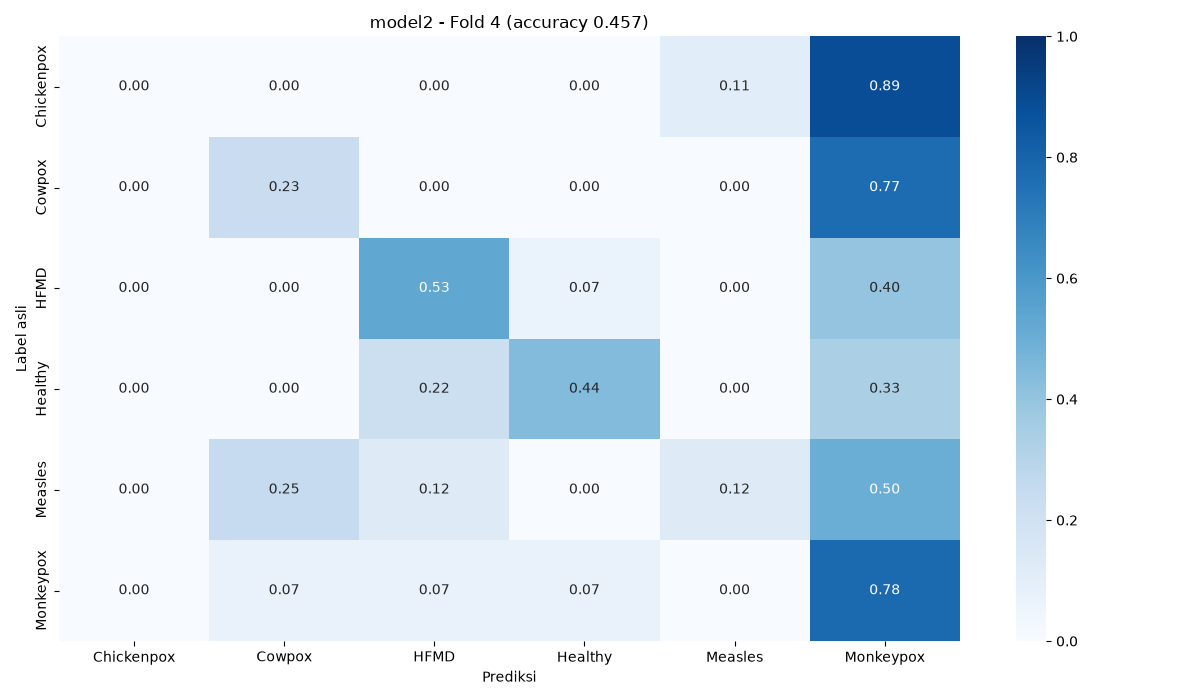 model2 - Fold 4 (accuracy 0.457)
Label asli
Chickenpox 0.00 0.00 0.00 0.00 0.11 0.89
Cowpox 0.00 0.23 0.00 0.00 0.00 0.77
HFMD 0.00 0.00 0.53 0.07 0.00 0.40
Healthy 0.00 0.00 0.22 0.44 0.00 0.33
Measles 0.00 0.25 0.12 0.00 0.12 0.50
Monkeypox 0.00 0.07 0.07 0.07 0.00 0.78
Chickenpox Cowpox HFMD Healthy Measles Monkeypox
Prediksi
1.0
0.8
0.6
0.4
0.2
0.0